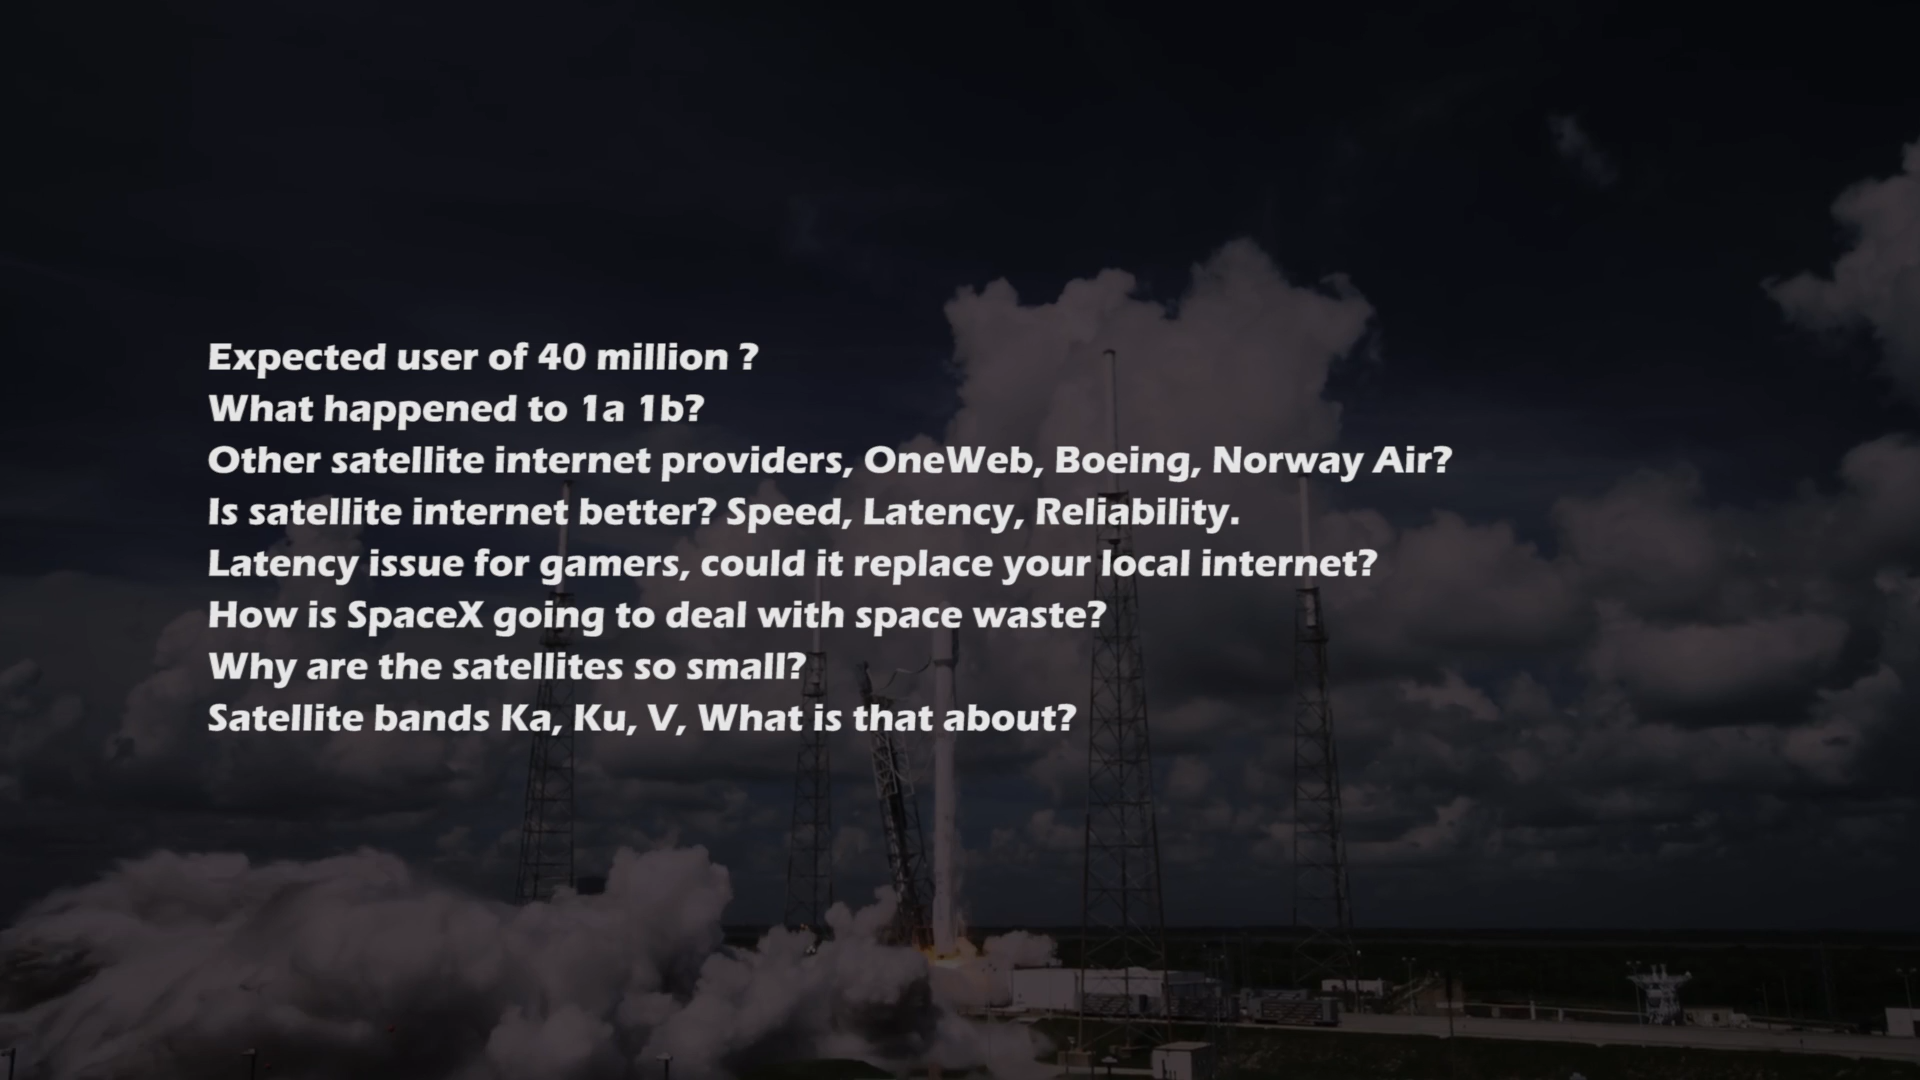 Expected user of 40 million ?
What happened to 1a 1b?
Other satellite internet providers, OneWeb, Boeing, Norway Air?
Is satellite internet better? Speed, Latency, Reliability.
Latency issue for gamers, could it replace your local internet?
How is SpaceX going to deal with space waste?
Why are the satellites so small?
Satellite bands Ka, Ku, V, What is that about?